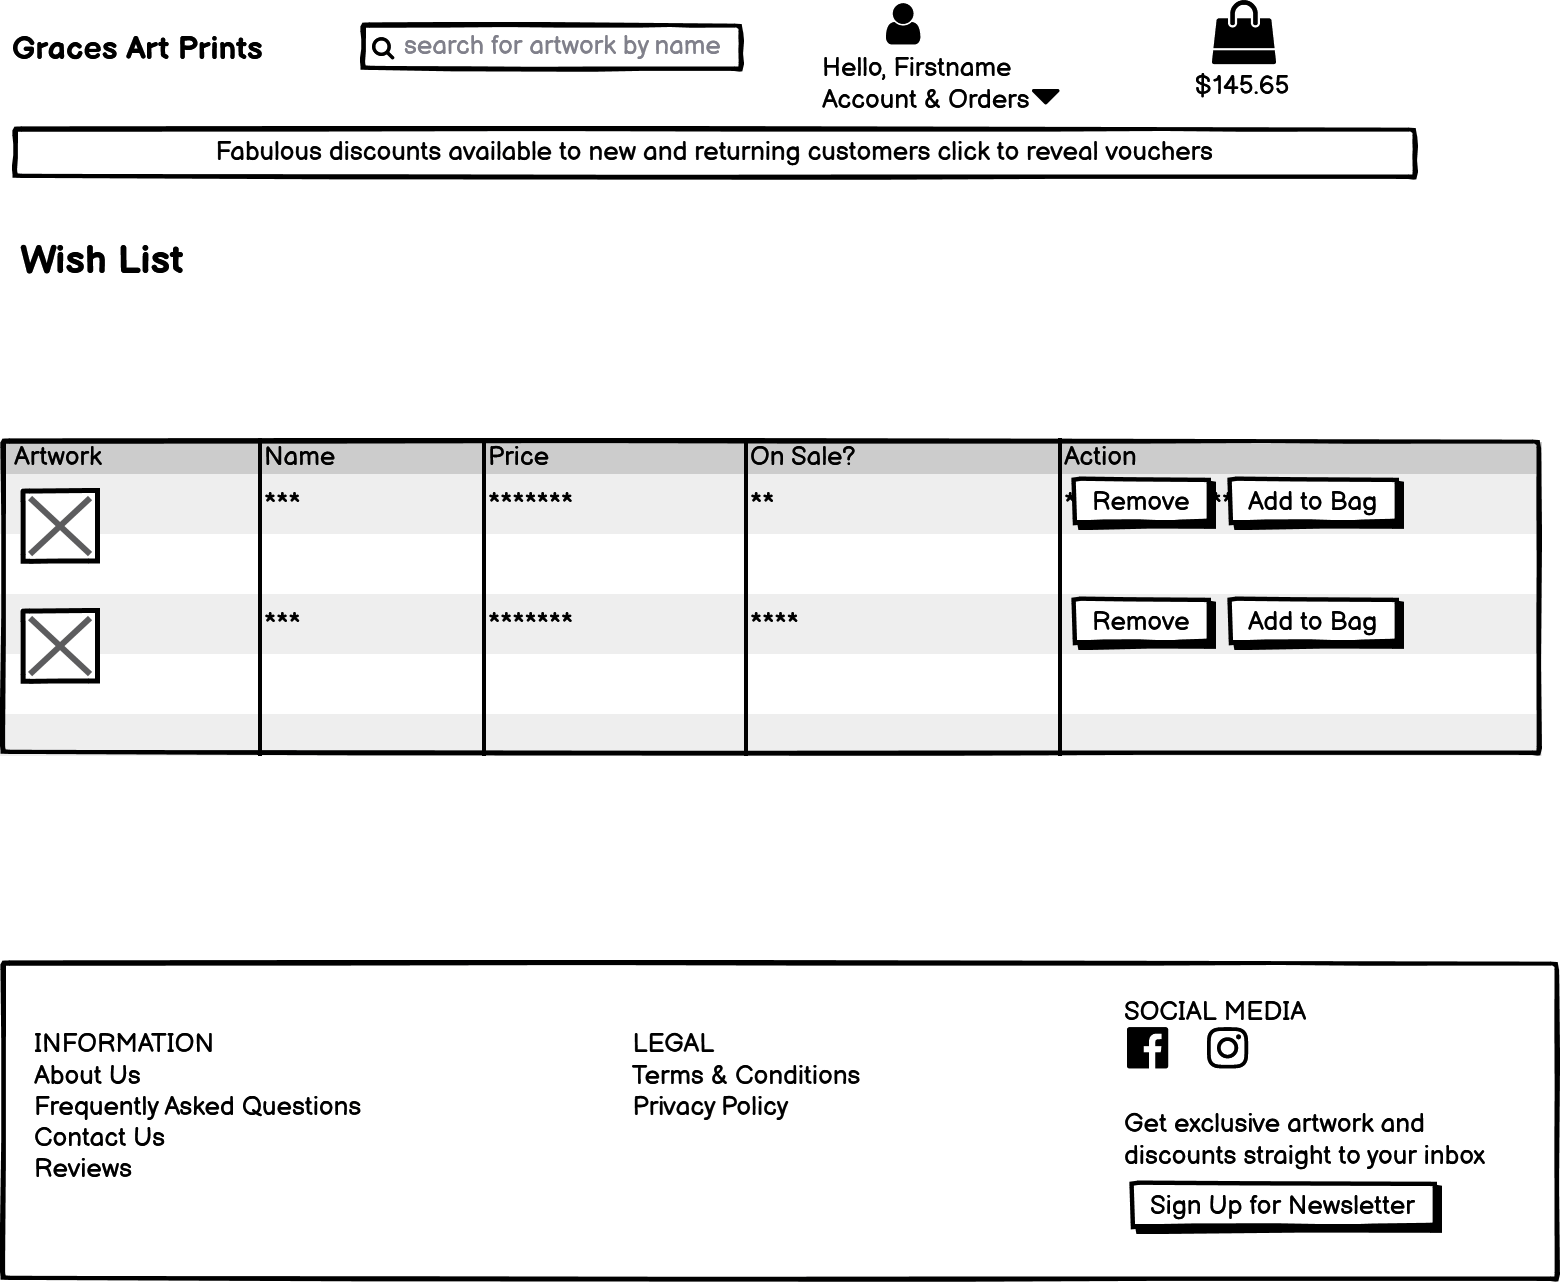 Graces Art Prints
search for artwork by name
Hello, Firstname
Account & Orders
$145.65
Fabulous discounts available to new and returning customers click to reveal vouchers
Wish List
Artwork Name Price On Sale? Action
*** ******* ** Remove Add to Bag
*** ******* **** Remove Add to Bag
INFORMATION
About Us
Frequently Asked Questions
Contact Us
Reviews
LEGAL
Terms & Conditions
Privacy Policy
SOCIAL MEDIA
Get exclusive artwork and
discounts straight to your inbox
Sign Up for Newsletter